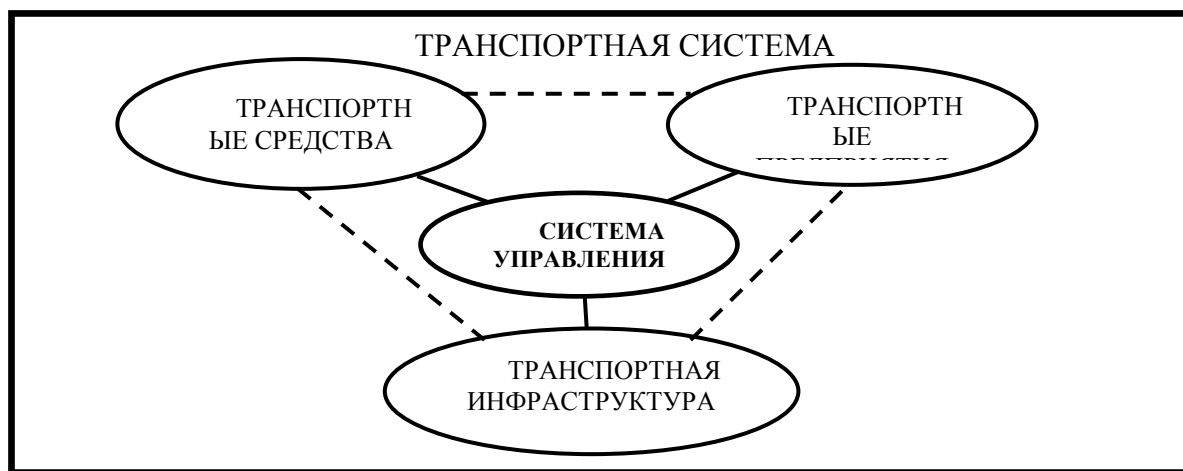 ТРАНСПОРТНАЯ СИСТЕМА
ТРАНСПОРТН
ЫЕ СРЕДСТВА
ТРАНСПОРТН
ЫЕ
СИСТЕМА
УПРАВЛЕНИЯ
ТРАНСПОРТНАЯ
ИНФРАСТРУКТУРА